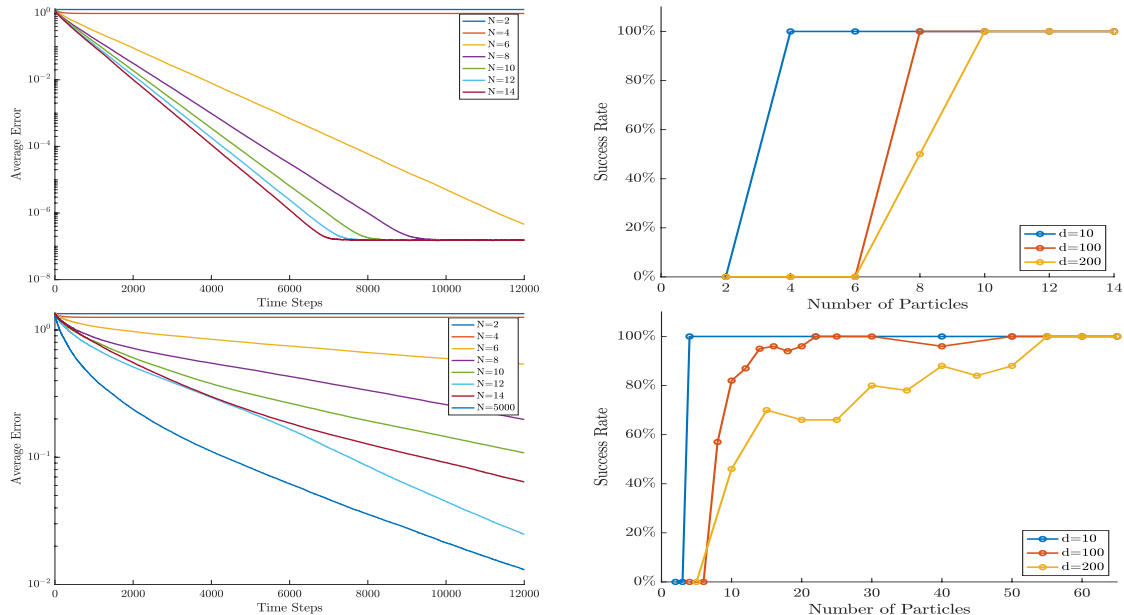 10^0
10^-2
10^-4
10^-6
10^-8
Average Error
0 2000 4000 6000 8000 10000 12000
Time Steps
N=2
N=4
N=6
N=8
N=10
N=12
N=14
100%
80%
60%
40%
20%
0%
Success Rate
0 2 4 6 8 10 12 14
Number of Particles
d=10
d=100
d=200
10^0
10^-1
10^-2
Average Error
0 2000 4000 6000 8000 10000 12000
Time Steps
N=2
N=4
N=6
N=8
N=10
N=12
N=14
N=5000
100%
80%
60%
40%
20%
0%
Success Rate
0 10 20 30 40 50 60
Number of Particles
d=10
d=100
d=200